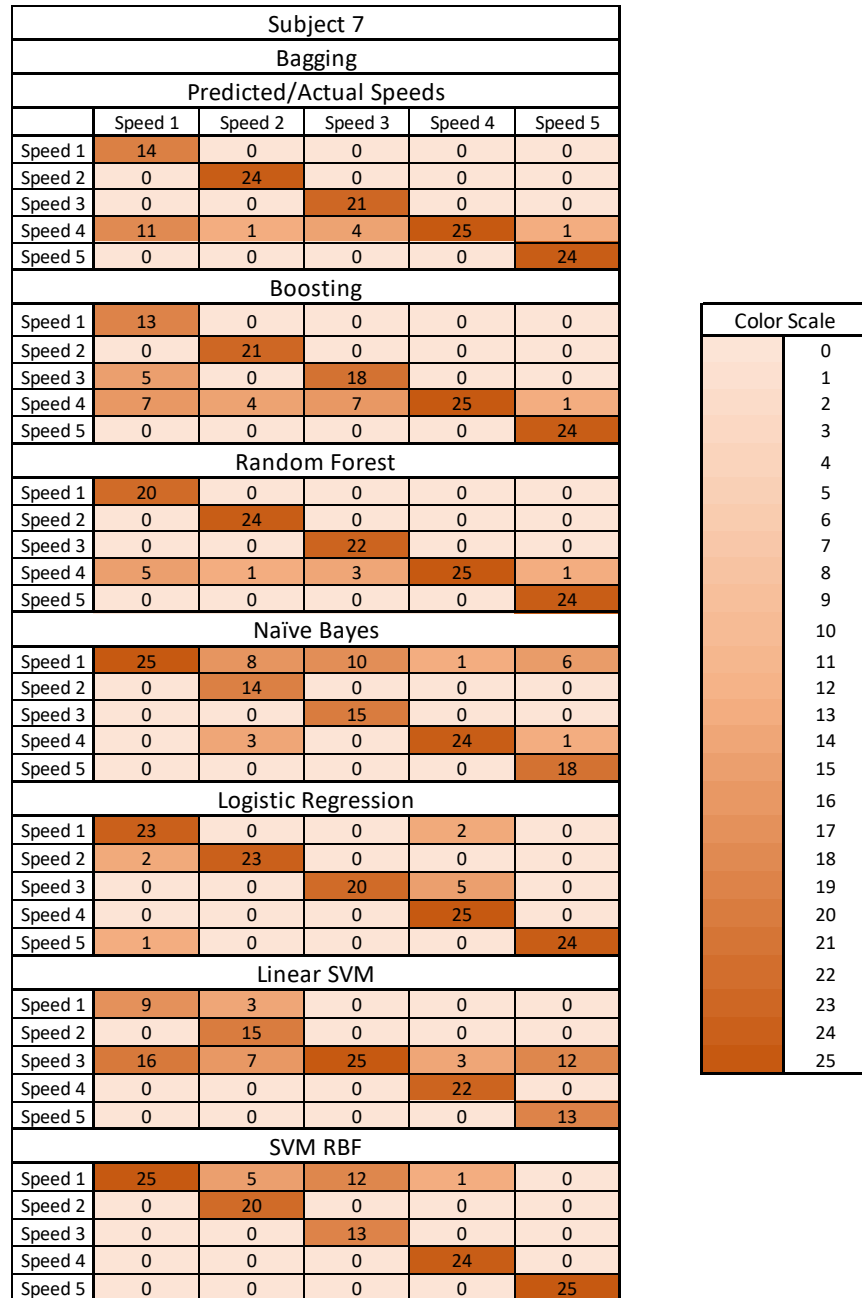 Subject 7
Bagging
Predicted/Actual Speeds
Speed 1 Speed 2 Speed 3 Speed 4 Speed 5
Speed 1 14 0 0 0 0
Speed 2 0 24 0 0 0
Speed 3 0 0 21 0 0
Speed 4 11 1 4 25 1
Speed 5 0 0 0 0 24
Boosting
Speed 1 13 0 0 0 0
Speed 2 0 21 0 0 0
Speed 3 5 0 18 0 0
Speed 4 7 4 7 25 1
Speed 5 0 0 0 0 24
Random Forest
Speed 1 20 0 0 0 0
Speed 2 0 24 0 0 0
Speed 3 0 0 22 0 0
Speed 4 5 1 3 25 1
Speed 5 0 0 0 0 24
Naïve Bayes
Speed 1 25 8 10 1 6
Speed 2 0 14 0 0 0
Speed 3 0 0 15 0 0
Speed 4 0 3 0 24 1
Speed 5 0 0 0 0 18
Logistic Regression
Speed 1 23 0 0 2 0
Speed 2 2 23 0 0 0
Speed 3 0 0 20 5 0
Speed 4 0 0 0 25 0
Speed 5 1 0 0 0 24
Linear SVM
Speed 1 9 3 0 0 0
Speed 2 0 15 0 0 0
Speed 3 16 7 25 3 12
Speed 4 0 0 0 22 0
Speed 5 0 0 0 0 13
SVM RBF
Speed 1 25 5 12 1 0
Speed 2 0 20 0 0 0
Speed 3 0 0 13 0 0
Speed 4 0 0 0 24 0
Speed 5 0 0 0 0 25
Color Scale
0
1
2
3
4
5
6
7
8
9
10
11
12
13
14
15
16
17
18
19
20
21
22
23
24
25